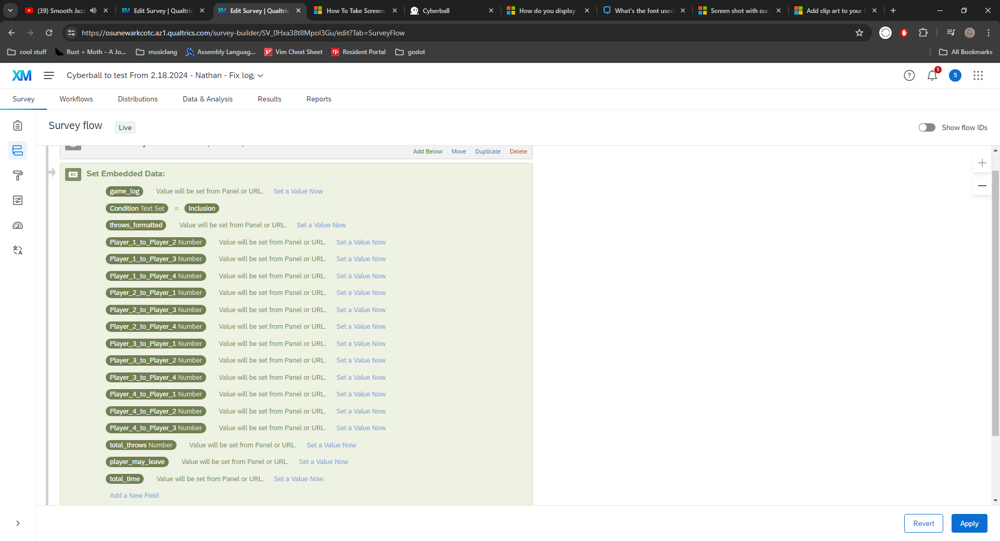 (39) Smooth Jazz
Edit Survey | Qualtric
Edit Survey | Qualtric
How To Take Screens
Cyberball
How do you display
What's the font used
Screen shot with cur
Add clip art to your f
https://osunewarkcotc.az1.qualtrics.com/survey-builder/SV_0Hxa38t8MpoI3Gu/edit?Tab=SurveyFlow
cool stuff
Rust + Moth – A Jo...
musiclang
Assembly Languag...
Vim Cheat Sheet
rp
Resident Portal
godot
All Bookmarks
XM
Cyberball to test From 2.18.2024 - Nathan - Fix log
5
S
Survey
Workflows
Distributions
Data & Analysis
Results
Reports
Survey flow
Live
Show flow IDs
Add Below
Move
Duplicate
Delete
ED
Set Embedded Data:
game_log Value will be set from Panel or URL. Set a Value Now
Condition Text Set = Inclusion
throws_formatted Value will be set from Panel or URL. Set a Value Now
Player_1_to_Player_2 Number Value will be set from Panel or URL. Set a Value Now
Player_1_to_Player_3 Number Value will be set from Panel or URL. Set a Value Now
Player_1_to_Player_4 Number Value will be set from Panel or URL. Set a Value Now
Player_2_to_Player_1 Number Value will be set from Panel or URL. Set a Value Now
Player_2_to_Player_3 Number Value will be set from Panel or URL. Set a Value Now
Player_2_to_Player_4 Number Value will be set from Panel or URL. Set a Value Now
Player_3_to_Player_1 Number Value will be set from Panel or URL. Set a Value Now
Player_3_to_Player_2 Number Value will be set from Panel or URL. Set a Value Now
Player_3_to_Player_4 Number Value will be set from Panel or URL. Set a Value Now
Player_4_to_Player_1 Number Value will be set from Panel or URL. Set a Value Now
Player_4_to_Player_2 Number Value will be set from Panel or URL. Set a Value Now
Player_4_to_Player_3 Number Value will be set from Panel or URL. Set a Value Now
total_throws Number Value will be set from Panel or URL. Set a Value Now
player_may_leave Value will be set from Panel or URL. Set a Value Now
total_time Value will be set from Panel or URL. Set a Value Now
Add a New Field
Revert
Apply